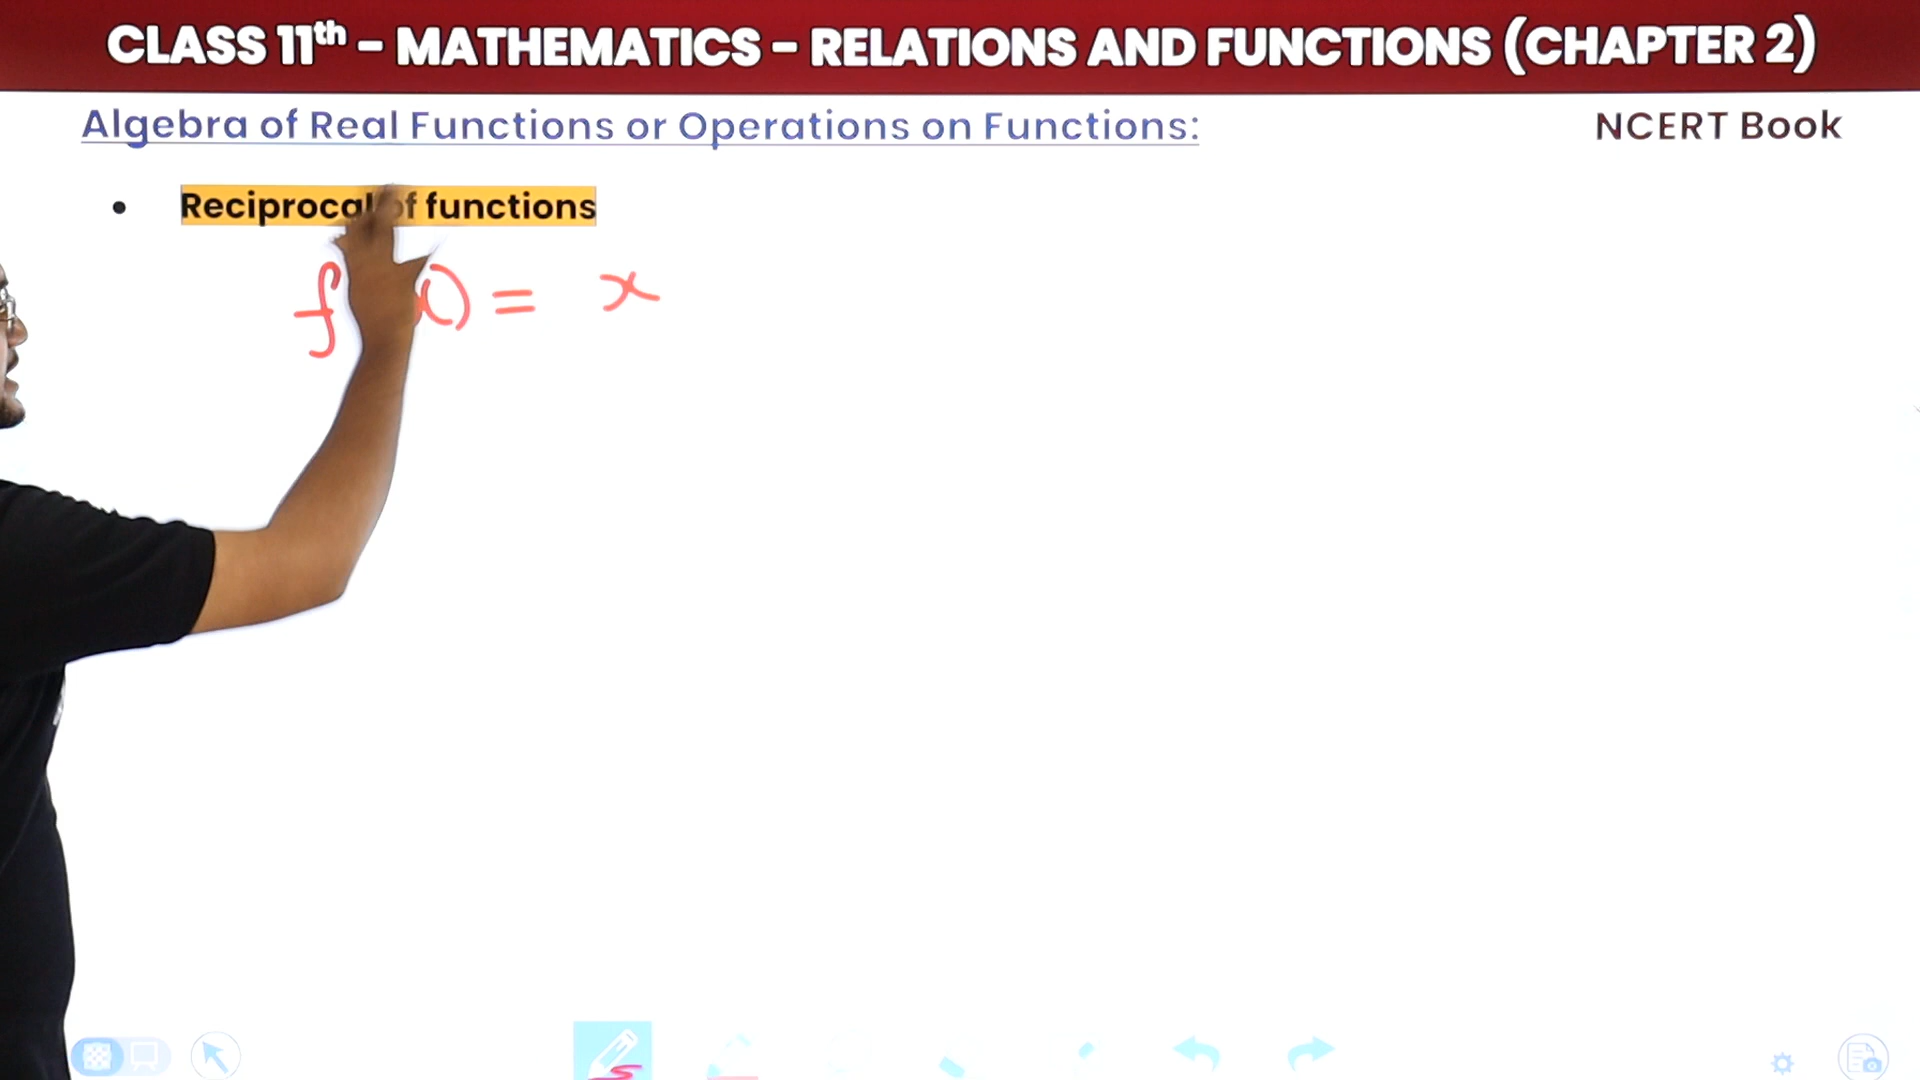 CLASS 11th - MATHEMATICS - RELATIONS AND FUNCTIONS (CHAPTER 2)
Algebra of Real Functions or Operations on Functions:
NCERT Book
• Reciprocal of functions
f(x) = x